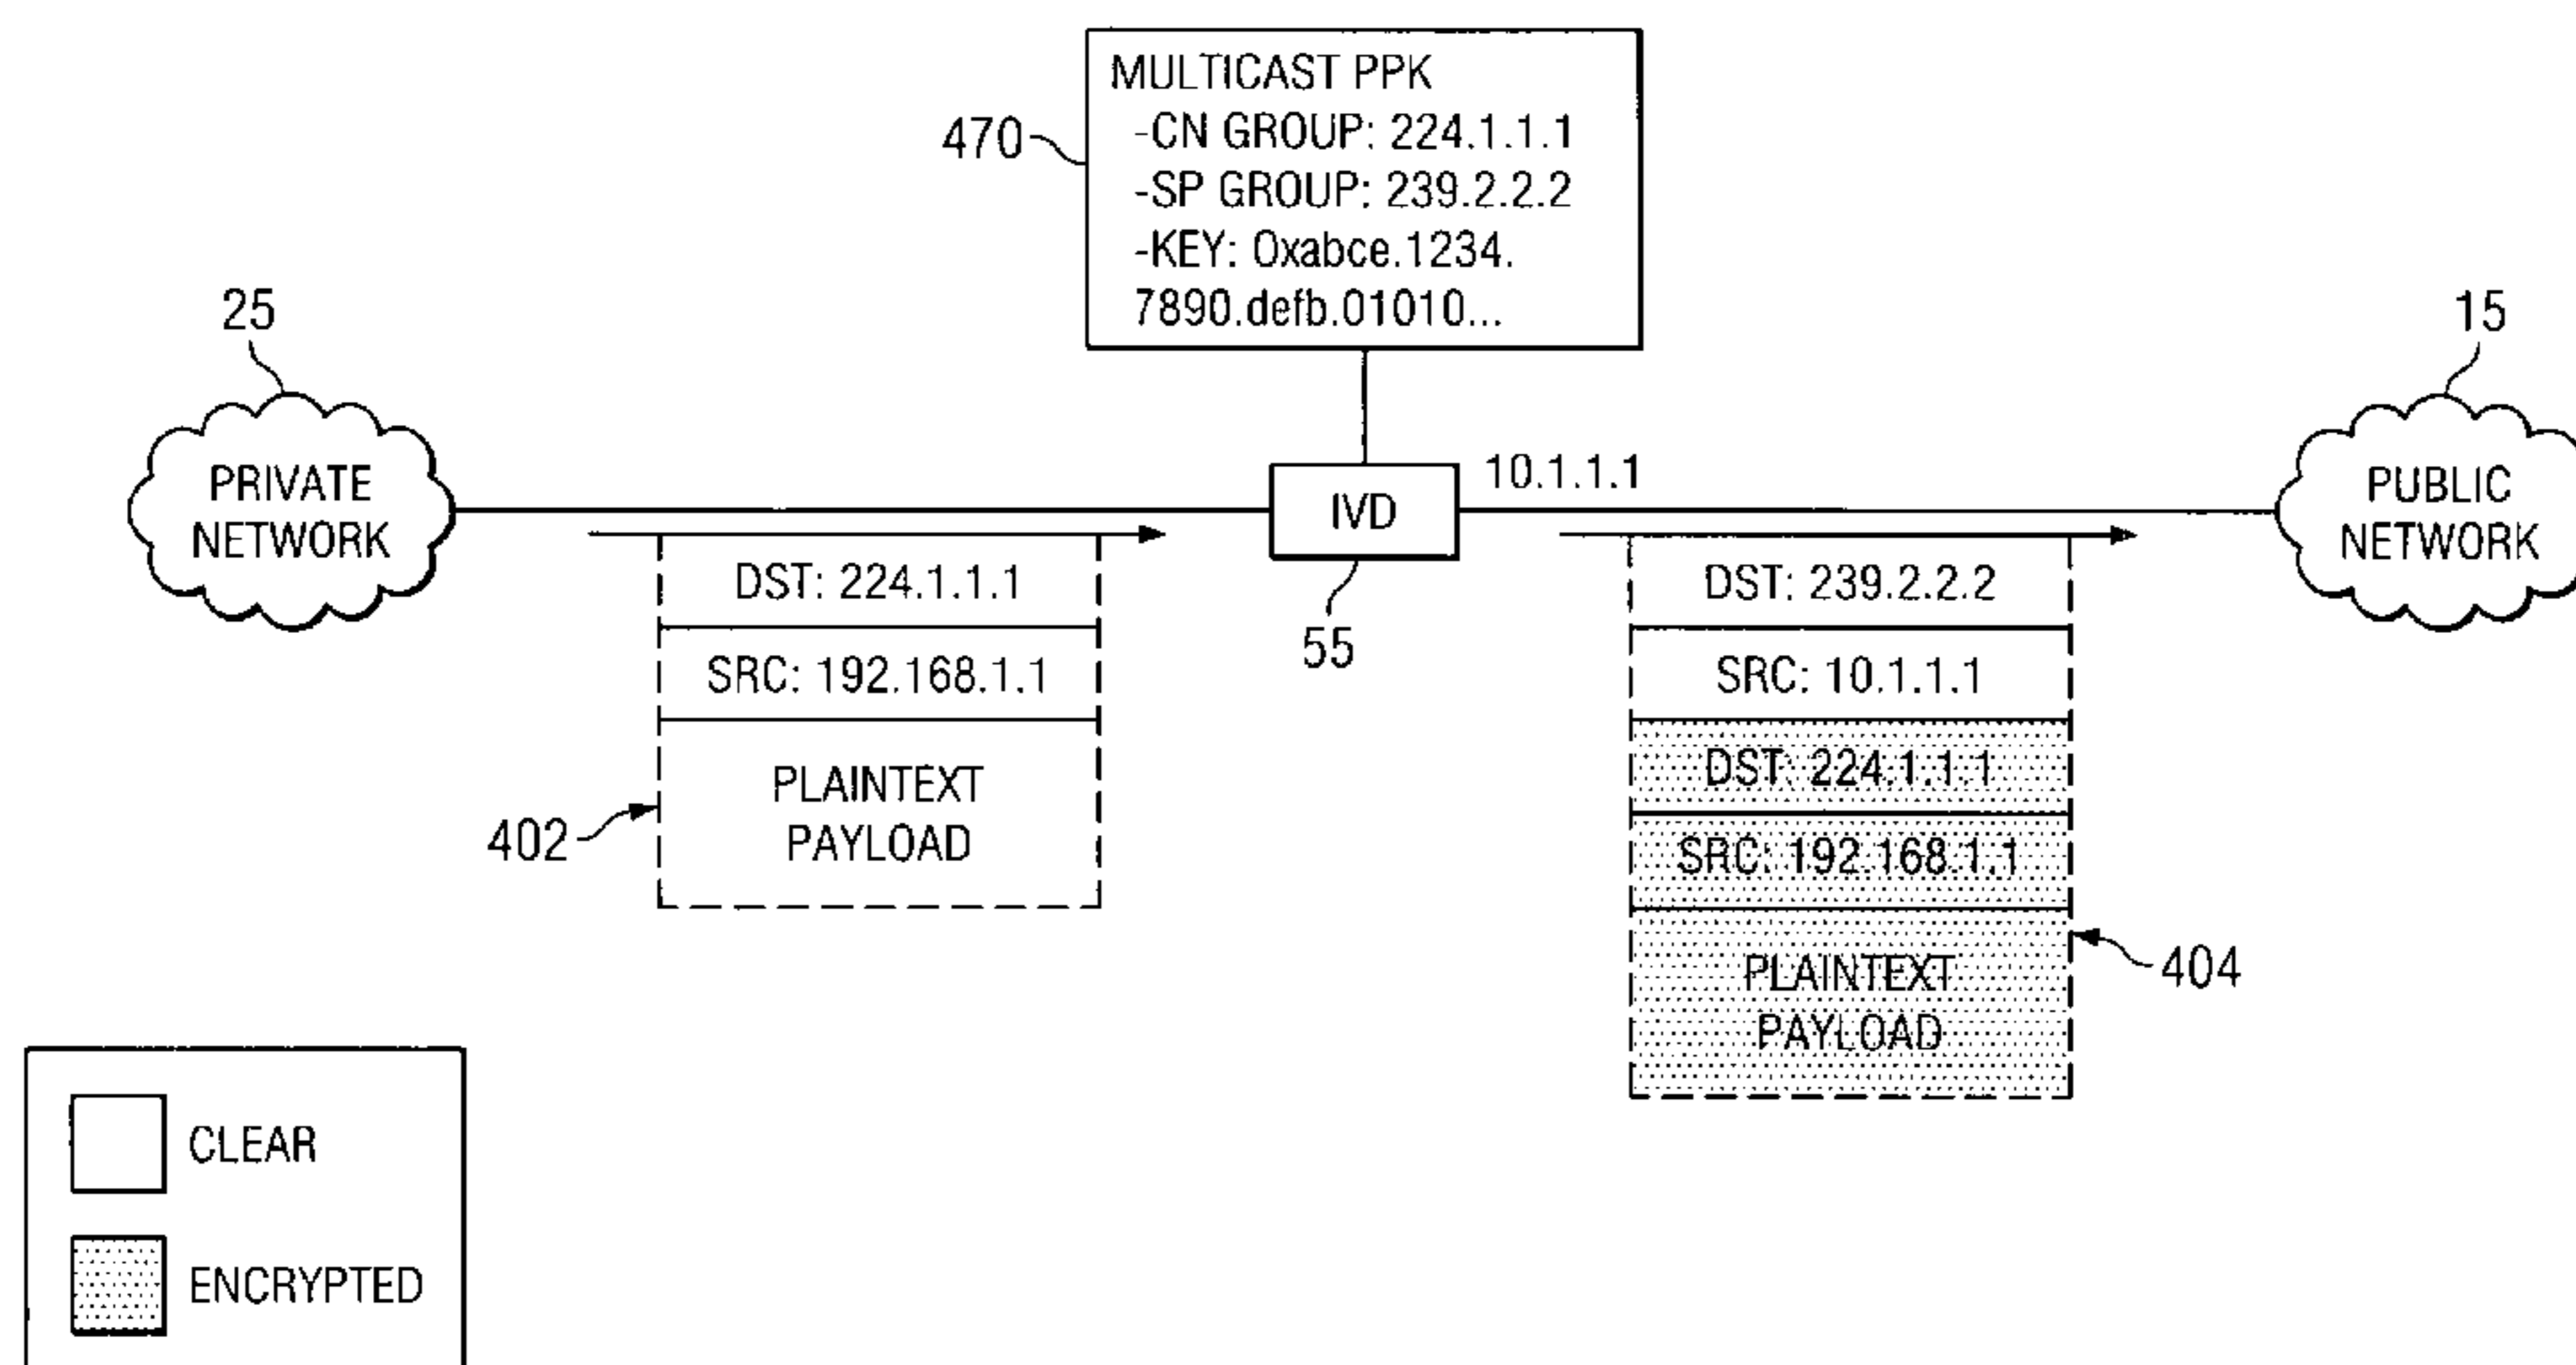 MULTICAST PPK
-CN GROUP: 224.1.1.1
-SP GROUP: 239.2.2.2
-KEY: 0xabce.1234.
7890.defb.01010...
470
25
15
PRIVATE
NETWORK
10.1.1.1
IVD
55
PUBLIC
NETWORK
DST: 224.1.1.1
SRC: 192.168.1.1
PLAINTEXT
PAYLOAD
402
DST: 239.2.2.2
SRC: 10.1.1.1
DST: 224.1.1.1
SRC: 192.168.1.1
PLAINTEXT
PAYLOAD
404
CLEAR
ENCRYPTED